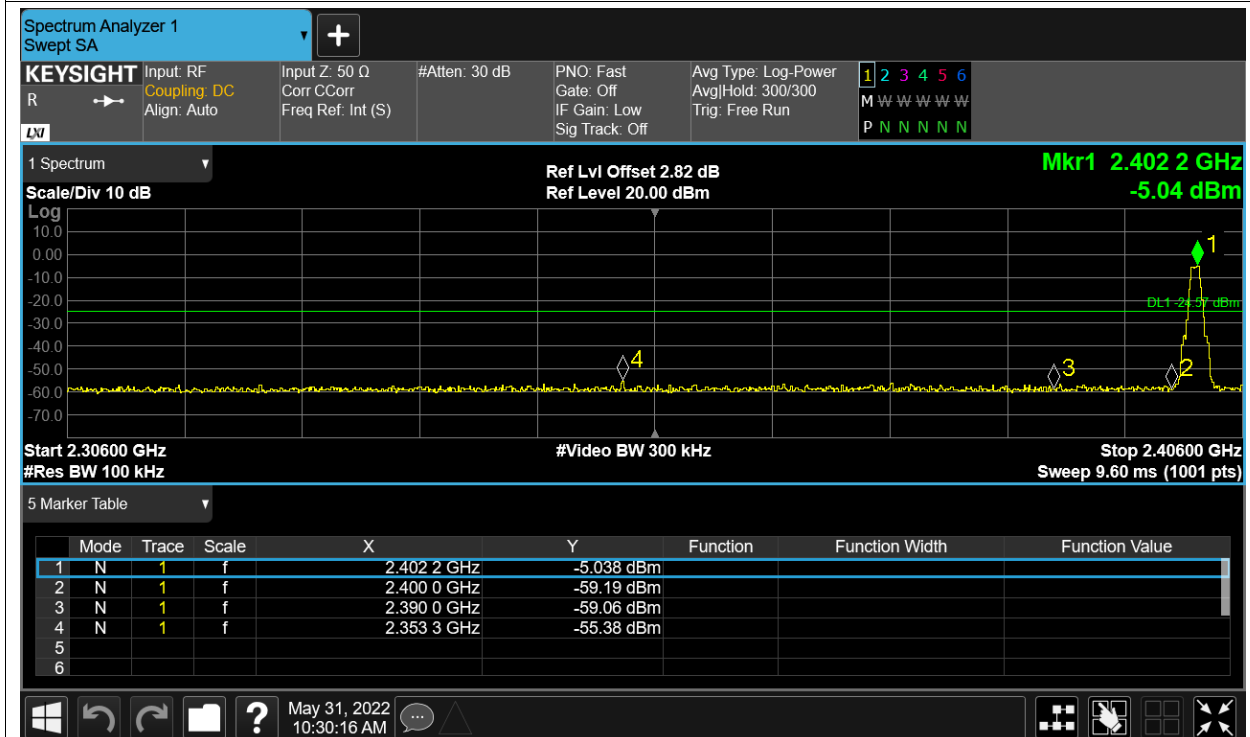 Spectrum Analyzer 1
Swept SA
+
KEYSIGHT
R
LXI
Input: RF
Coupling: DC
Align: Auto
Input Z: 50 Ω
Corr CCorr
Freq Ref: Int (S)
#Atten: 30 dB
PNO: Fast
Gate: Off
IF Gain: Low
Sig Track: Off
Avg Type: Log-Power
Avg|Hold: 300/300
Trig: Free Run
1 2 3 4 5 6
M W W W W W
P N N N N N
1 Spectrum
Scale/Div 10 dB
Ref Lvl Offset 2.82 dB
Ref Level 20.00 dBm
Mkr1 2.402 2 GHz
-5.04 dBm
Log
10.0
0.00
-10.0
-20.0
-30.0
-40.0
-50.0
-60.0
-70.0
1
DL1 -24.57 dBm
4
3
2
Start 2.30600 GHz
#Res BW 100 kHz
#Video BW 300 kHz
Stop 2.40600 GHz
Sweep 9.60 ms (1001 pts)
5 Marker Table
Mode Trace Scale X Y Function Function Width Function Value
1 N 1 f 2.402 2 GHz -5.038 dBm
2 N 1 f 2.400 0 GHz -59.19 dBm
3 N 1 f 2.390 0 GHz -59.06 dBm
4 N 1 f 2.353 3 GHz -55.38 dBm
5
6
?
May 31, 2022
10:30:16 AM